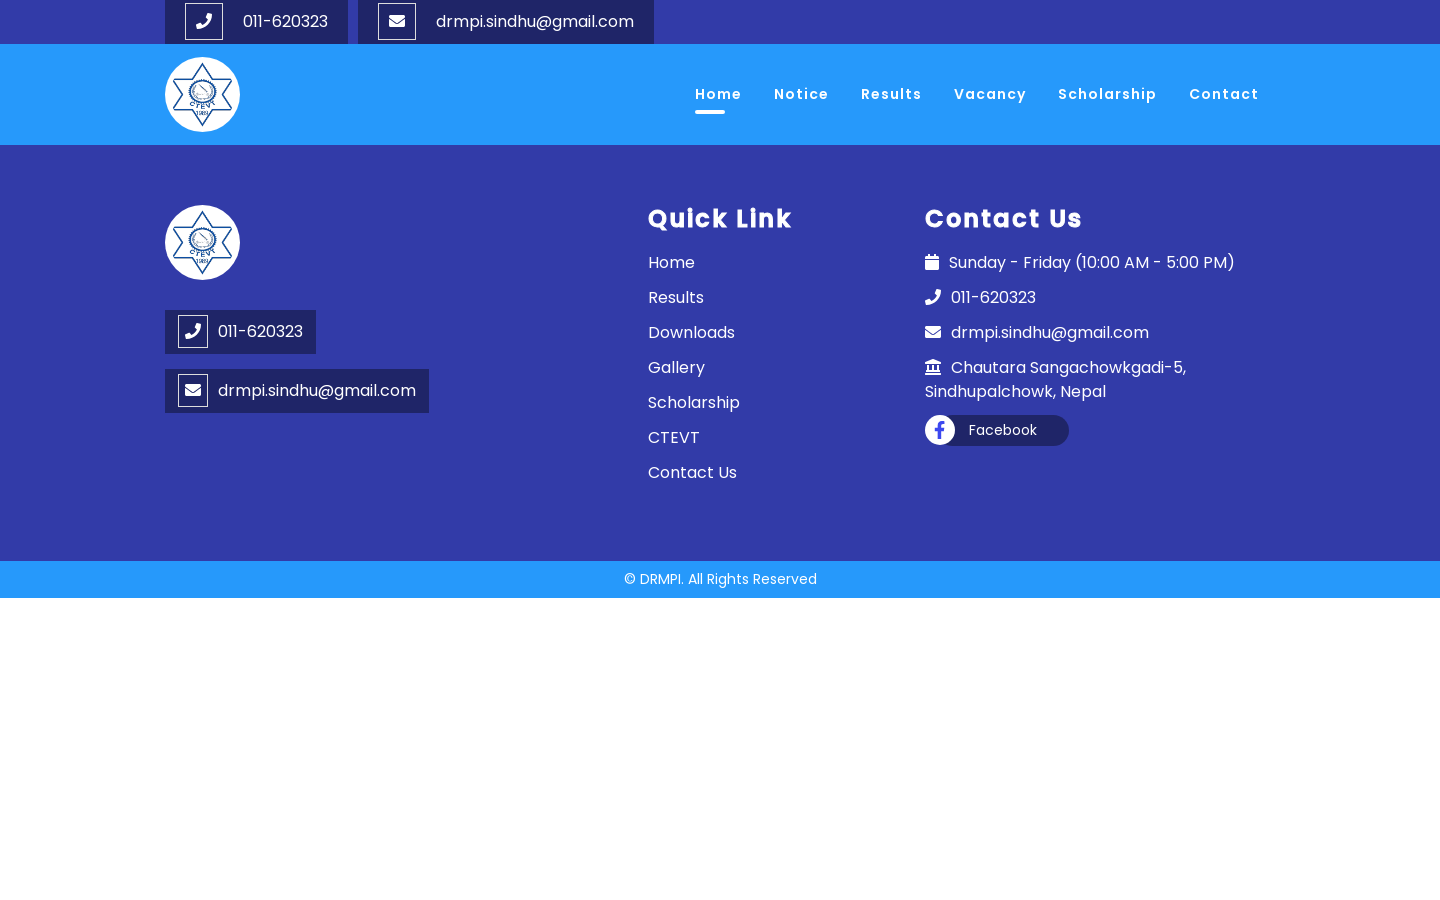 011-620323
drmpi.sindhu@gmail.com
CTEVT
1989
Home
Notice
Results
Vacancy
Scholarship
Contact
CTEVT
1989
011-620323
drmpi.sindhu@gmail.com
Quick Link
Home
Results
Downloads
Gallery
Scholarship
CTEVT
Contact Us
Contact Us
Sunday - Friday (10:00 AM - 5:00 PM)
011-620323
drmpi.sindhu@gmail.com
Chautara Sangachowkgadi-5,
Sindhupalchowk, Nepal
Facebook
© DRMPI. All Rights Reserved